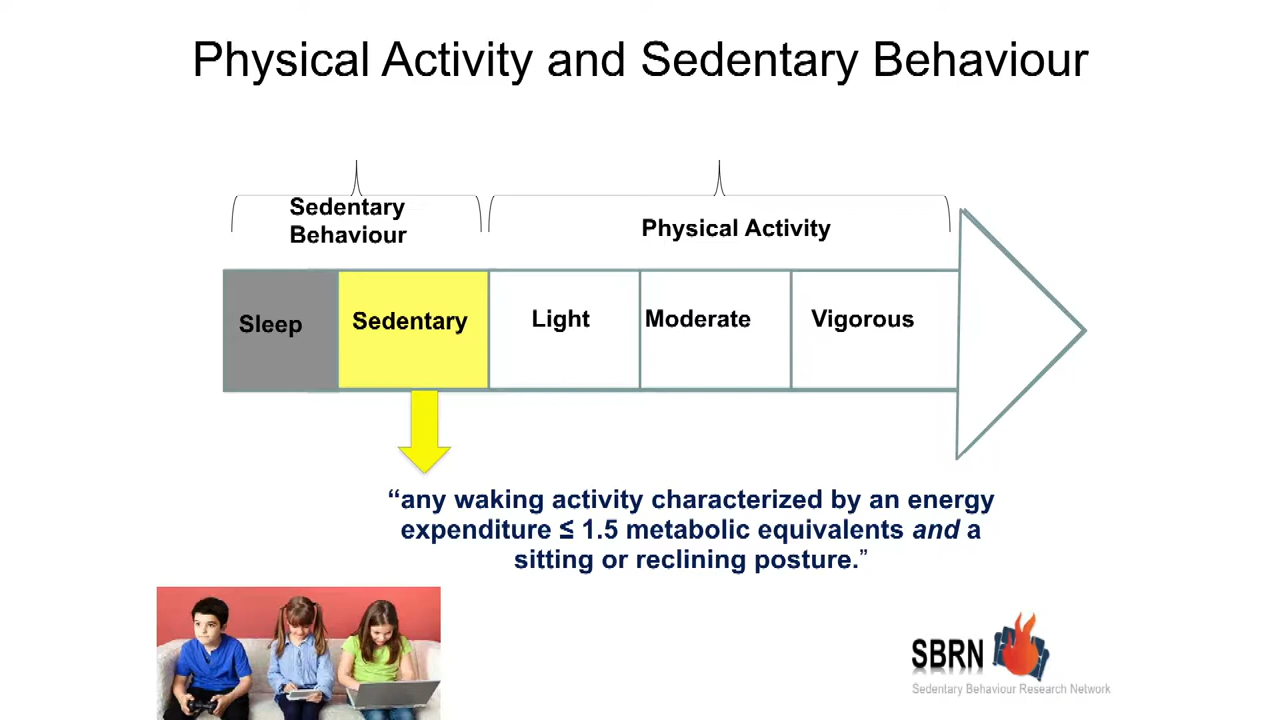 Physical Activity and Sedentary Behaviour
Sedentary
Behaviour
Physical Activity
Sleep
Sedentary
Light
Moderate
Vigorous
“any waking activity characterized by an energy
expenditure ≤ 1.5 metabolic equivalents and a
sitting or reclining posture.”
SBRN
Sedentary Behaviour Research Network